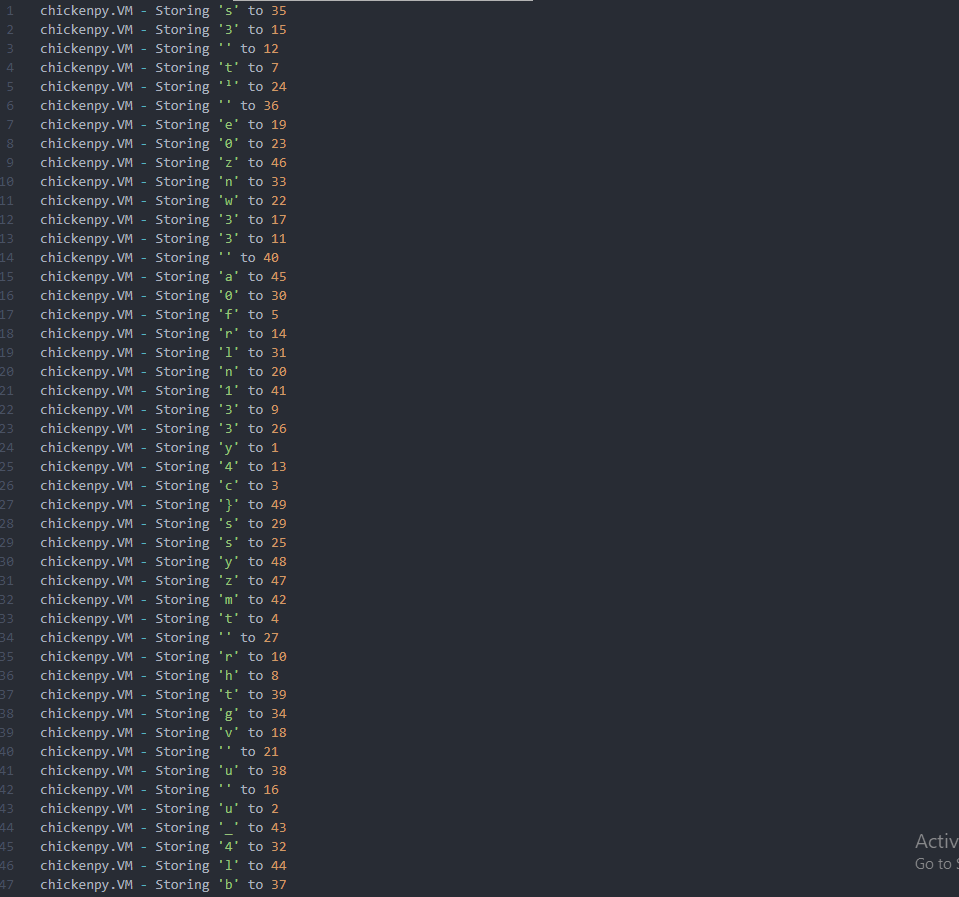 1 chickenpy.VM - Storing 's' to 35
2 chickenpy.VM - Storing '3' to 15
3 chickenpy.VM - Storing '' to 12
4 chickenpy.VM - Storing 't' to 7
5 chickenpy.VM - Storing '¹' to 24
6 chickenpy.VM - Storing '' to 36
7 chickenpy.VM - Storing 'e' to 19
8 chickenpy.VM - Storing '0' to 23
9 chickenpy.VM - Storing 'z' to 46
10 chickenpy.VM - Storing 'n' to 33
11 chickenpy.VM - Storing 'w' to 22
12 chickenpy.VM - Storing '3' to 17
13 chickenpy.VM - Storing '3' to 11
14 chickenpy.VM - Storing '' to 40
15 chickenpy.VM - Storing 'a' to 45
16 chickenpy.VM - Storing '0' to 30
17 chickenpy.VM - Storing 'f' to 5
18 chickenpy.VM - Storing 'r' to 14
19 chickenpy.VM - Storing 'l' to 31
20 chickenpy.VM - Storing 'n' to 20
21 chickenpy.VM - Storing '1' to 41
22 chickenpy.VM - Storing '3' to 9
23 chickenpy.VM - Storing '3' to 26
24 chickenpy.VM - Storing 'y' to 1
25 chickenpy.VM - Storing '4' to 13
26 chickenpy.VM - Storing 'c' to 3
27 chickenpy.VM - Storing '}' to 49
28 chickenpy.VM - Storing 's' to 29
29 chickenpy.VM - Storing 's' to 25
30 chickenpy.VM - Storing 'y' to 48
31 chickenpy.VM - Storing 'z' to 47
32 chickenpy.VM - Storing 'm' to 42
33 chickenpy.VM - Storing 't' to 4
34 chickenpy.VM - Storing '' to 27
35 chickenpy.VM - Storing 'r' to 10
36 chickenpy.VM - Storing 'h' to 8
37 chickenpy.VM - Storing 't' to 39
38 chickenpy.VM - Storing 'g' to 34
39 chickenpy.VM - Storing 'v' to 18
40 chickenpy.VM - Storing '' to 21
41 chickenpy.VM - Storing 'u' to 38
42 chickenpy.VM - Storing '' to 16
43 chickenpy.VM - Storing 'u' to 2
44 chickenpy.VM - Storing '_' to 43
45 chickenpy.VM - Storing '4' to 32
46 chickenpy.VM - Storing 'l' to 44
47 chickenpy.VM - Storing 'b' to 37
Activ
Go to S